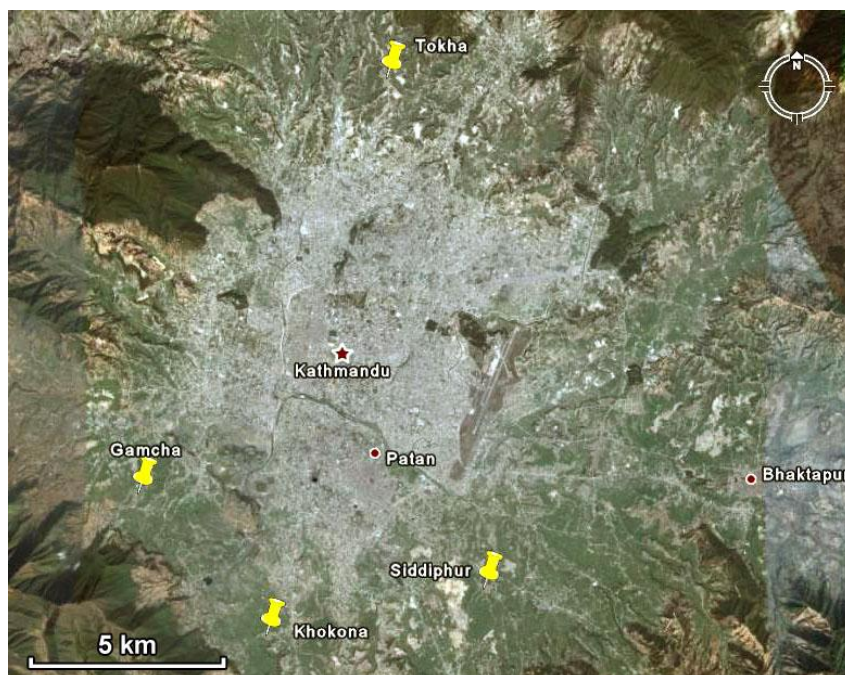 Tokha
N
Kathmandu
Gamcha
Patan
Bhaktapur
Siddiphur
Khokona
5 km